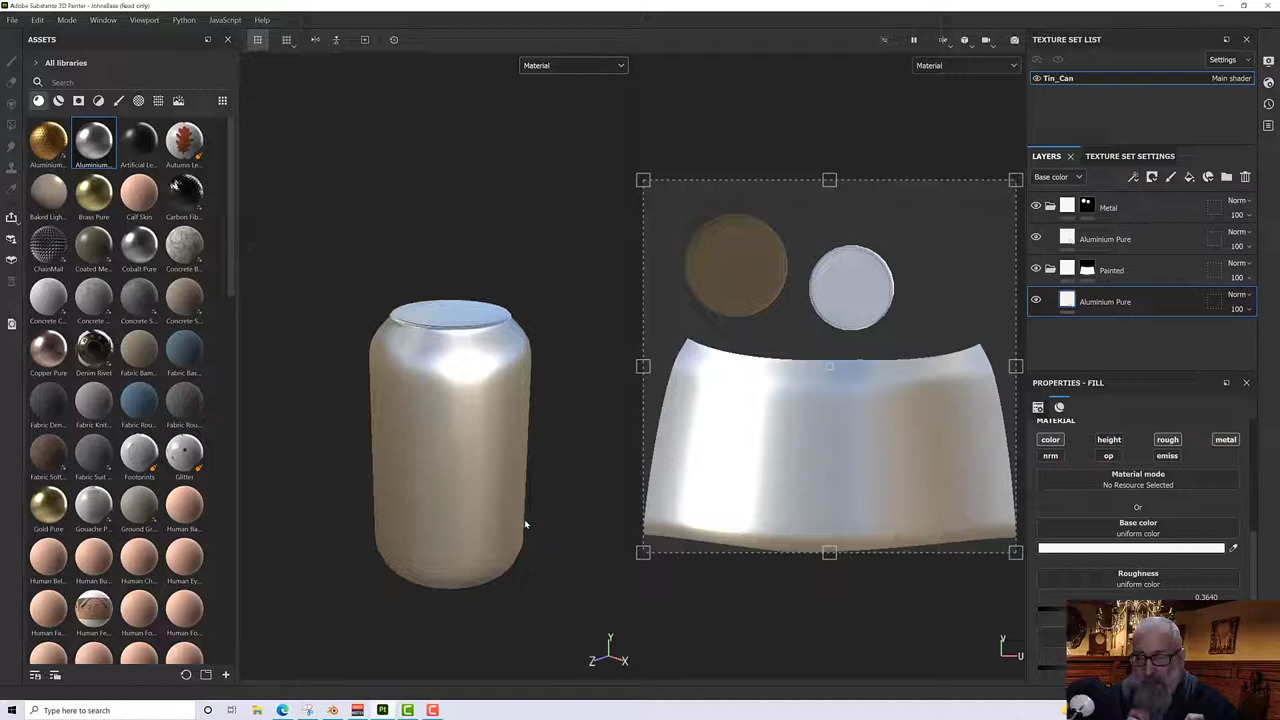 Adobe Substance 3D Painter - JohnsBase (Read only)
File Edit Mode Window Viewport Python JavaScript Help
ASSETS
All libraries
Search
Aluminium... Aluminium... Artificial Le... Autumn Le...
Baked Ligh... Brass Pure Calf Skin Carbon Fib...
ChainMail Coated Me... Cobalt Pure Concrete B...
Concrete C... Concrete ... Concrete S...
Copper Pure Denim Rivet Fabric Bam... Fabric Bas...
Fabric Den... Fabric Knit... Fabric Rou... Fabric Rou...
Fabric Soft... Fabric Suit ... Footprints Glitter
Gold Pure Gouache P... Ground Gr... Human Ba...
Human Bel... Human Bu... Human Ch... Human Ey...
Human Fa... Human Fe... Human Fo... Human Fo...
Material
Material
Y
Z
X
U
TEXTURE SET LIST
Settings
Tin_Can Main shader
LAYERS TEXTURE SET SETTINGS
Base color
Metal Norm
100
Aluminium Pure Norm
100
Painted Norm
100
Aluminium Pure Norm
100
PROPERTIES - FILL
MATERIAL
color height rough metal
nrm op emiss
Material mode
No Resource Selected
Or
Base color
uniform color
Roughness
uniform color
0.3640
Type here to search
Pt